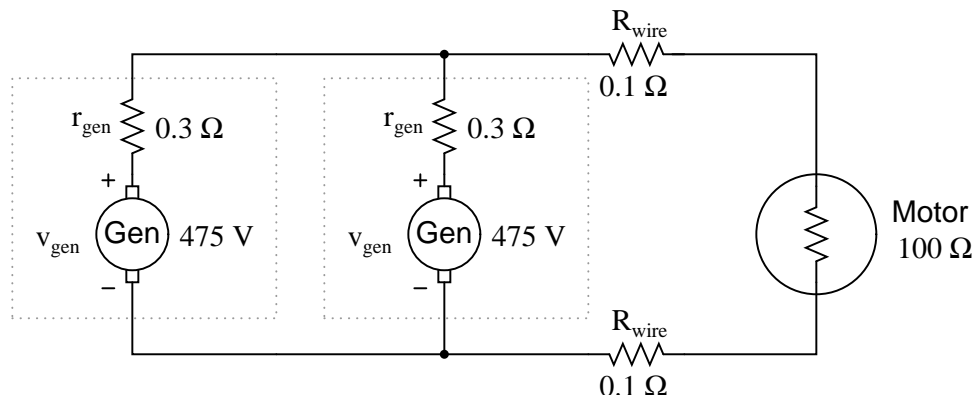 R_wire
0.1 Ω
r_gen
0.3 Ω
r_gen
0.3 Ω
+
+
v_gen
Gen
475 V
v_gen
Gen
475 V
Motor
100 Ω
−
−
R_wire
0.1 Ω